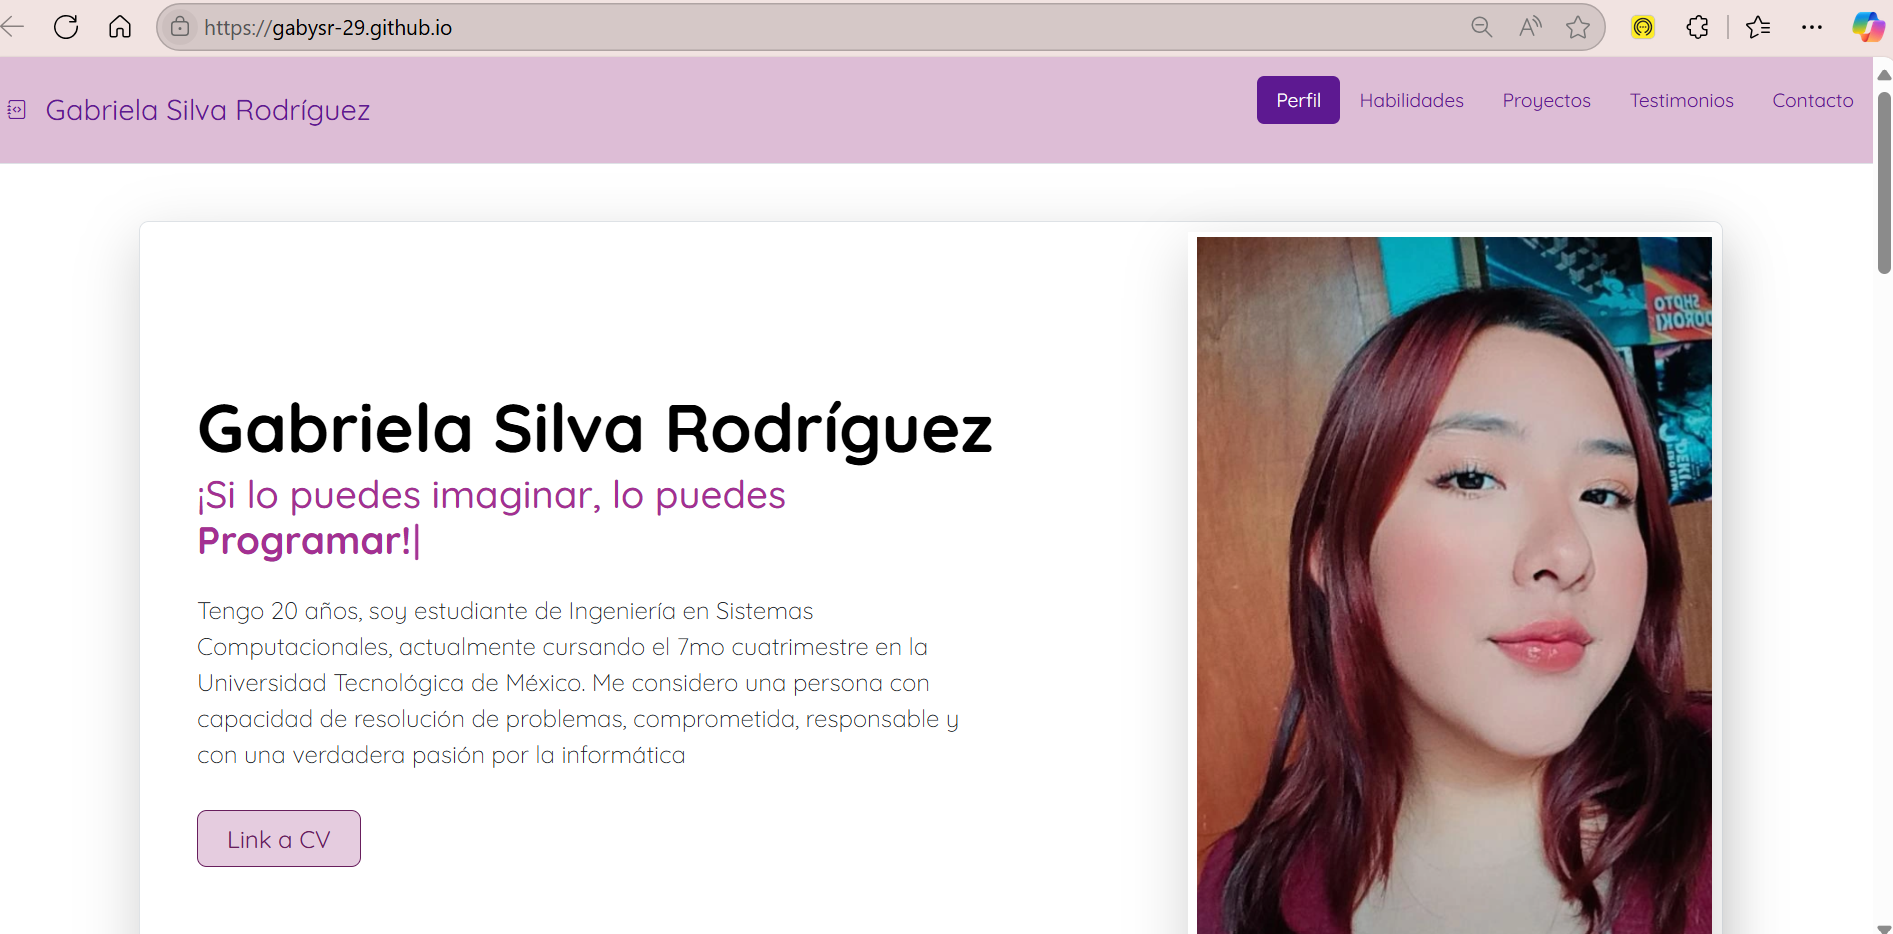 https://gabysr-29.github.io
Gabriela Silva Rodríguez
Perfil
Habilidades
Proyectos
Testimonios
Contacto
Gabriela Silva Rodríguez
¡Si lo puedes imaginar, lo puedes
Programar!|
Tengo 20 años, soy estudiante de Ingeniería en Sistemas
Computacionales, actualmente cursando el 7mo cuatrimestre en la
Universidad Tecnológica de México. Me considero una persona con
capacidad de resolución de problemas, comprometida, responsable y
con una verdadera pasión por la informática
Link a CV
SHOTO